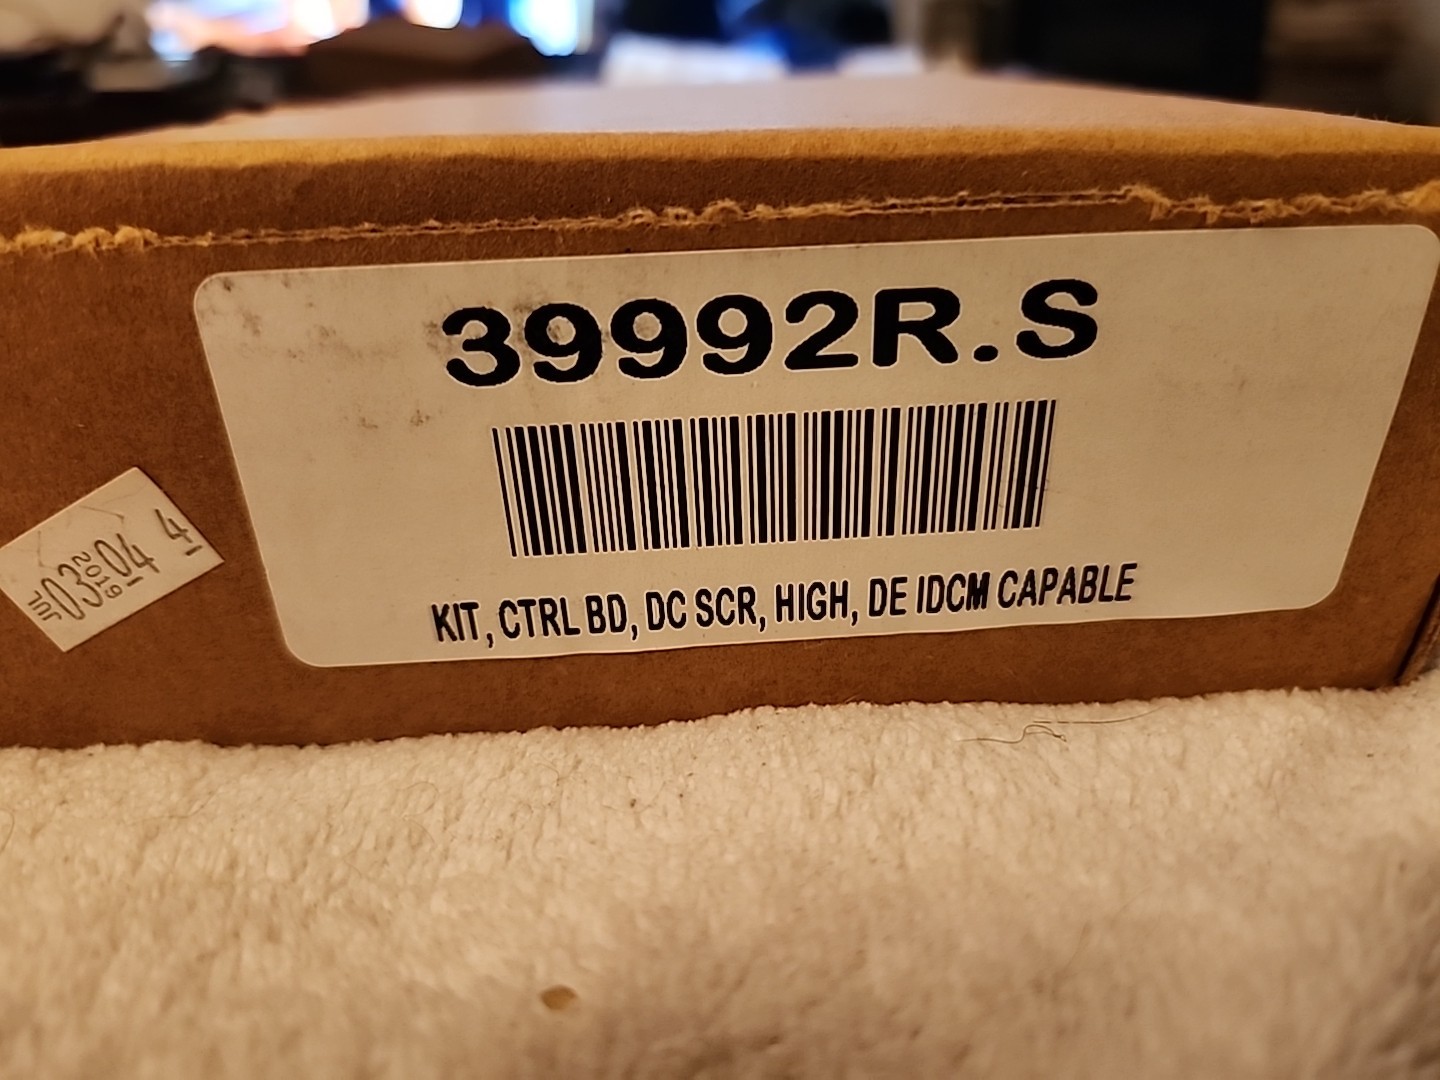 39992R.S
KIT, CTRL BD, DC SCR, HIGH, DE IDCM CAPABLE
JUL 03 2019 04 4